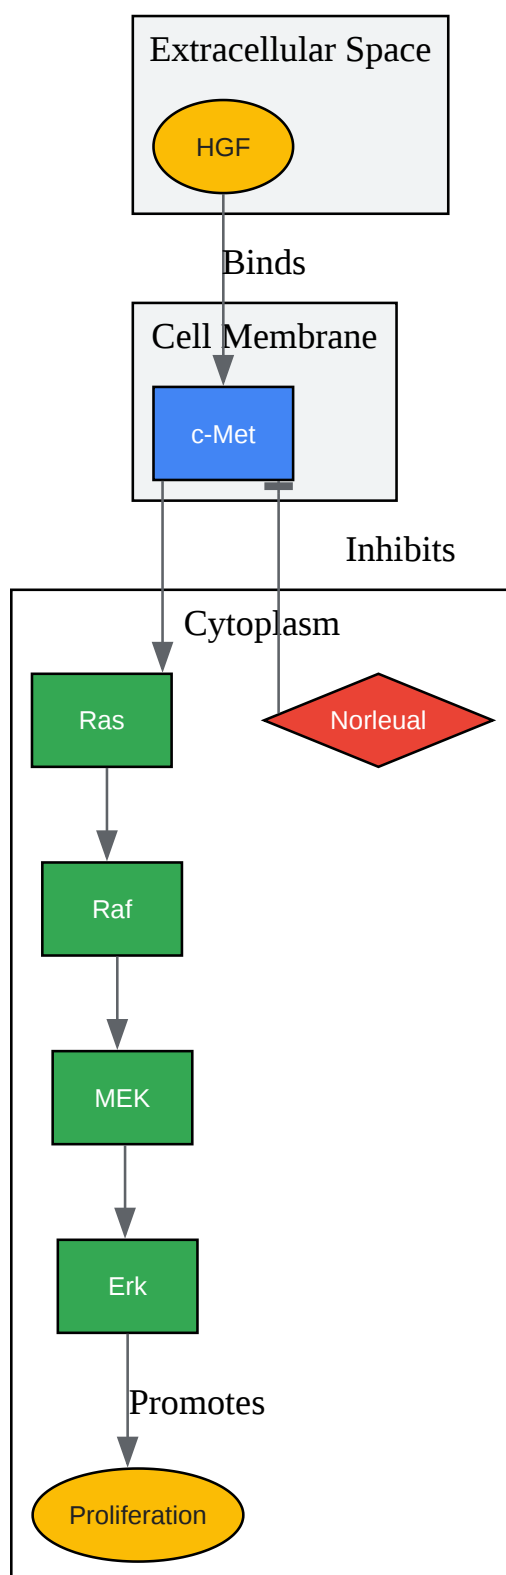 Extracellular Space
HGF
Binds
Cell Membrane
c-Met
Inhibits
Cytoplasm
Ras
Norleual
Raf
MEK
Erk
Promotes
Proliferation